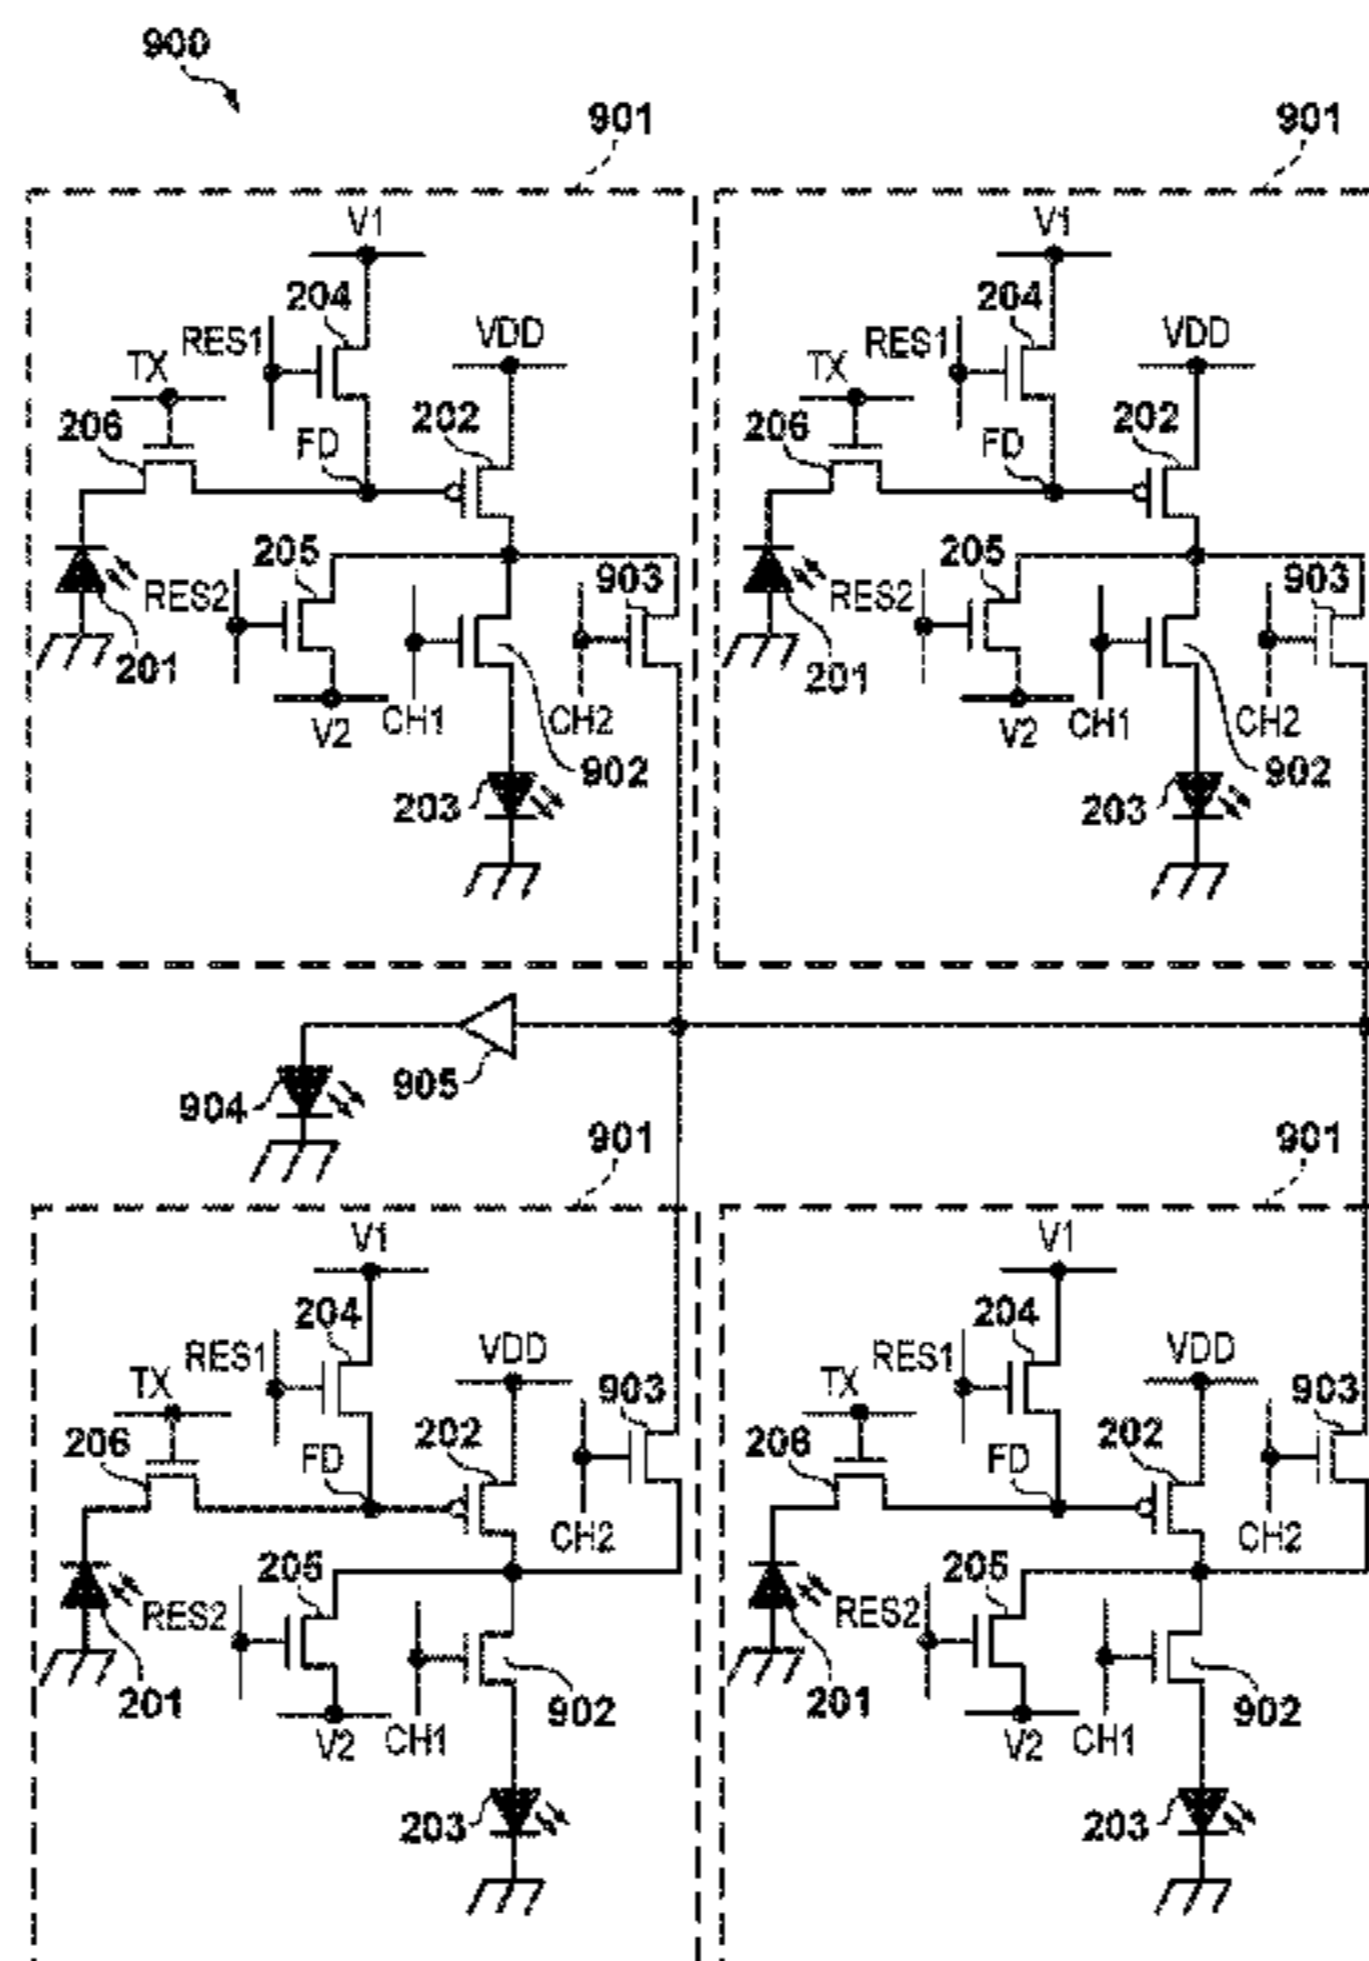 900
901 901
V1 V1
204 204
RES1 VDD RES1 VDD
TX TX
206 FD 202 206 FD 202
205 903 205 903
RES2 RES2
201 201
V2 CH1 CH2 V2 CH1 CH2
902 902
203 203
905
904
901 901
V1 V1
204 204
RES1 VDD 903 RES1 VDD 903
TX TX
206 FD 202 206 FD 202
CH2 CH2
205 205
RES2 RES2
201 902 201 902
V2 CH1 V2 CH1
203 203